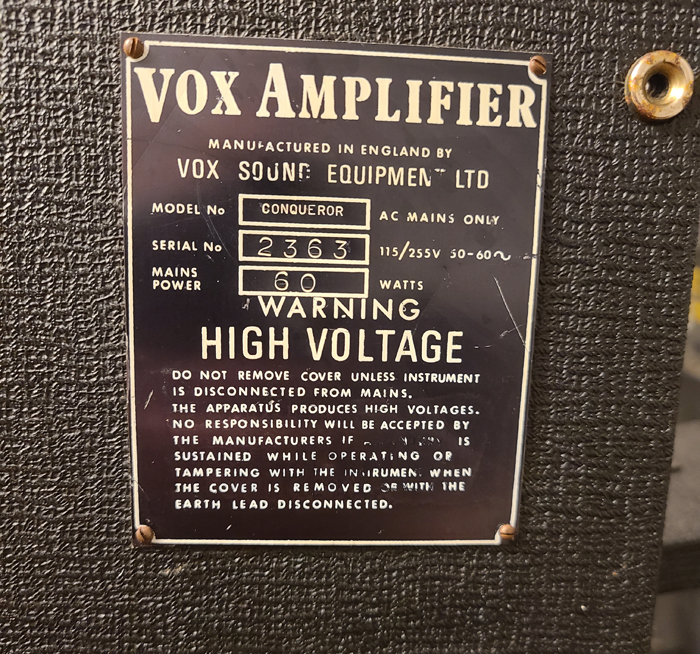 VOX AMPLIFIER
MANUFACTURED IN ENGLAND BY
VOX SOUND EQUIPMENT LTD
MODEL No CONQUEROR AC MAINS ONLY
SERIAL No 2363 115/255V 50-60~
MAINS POWER 60 WATTS
WARNING
HIGH VOLTAGE
DO NOT REMOVE COVER UNLESS INSTRUMENT
IS DISCONNECTED FROM MAINS.
THE APPARATUS PRODUCES HIGH VOLTAGES.
NO RESPONSIBILITY WILL BE ACCEPTED BY
THE MANUFACTURERS IF IS
SUSTAINED WHILE OPERATING OR
TAMPERING WITH THE INSTRUMENT WHEN
THE COVER IS REMOVED OR WITH THE
EARTH LEAD DISCONNECTED.